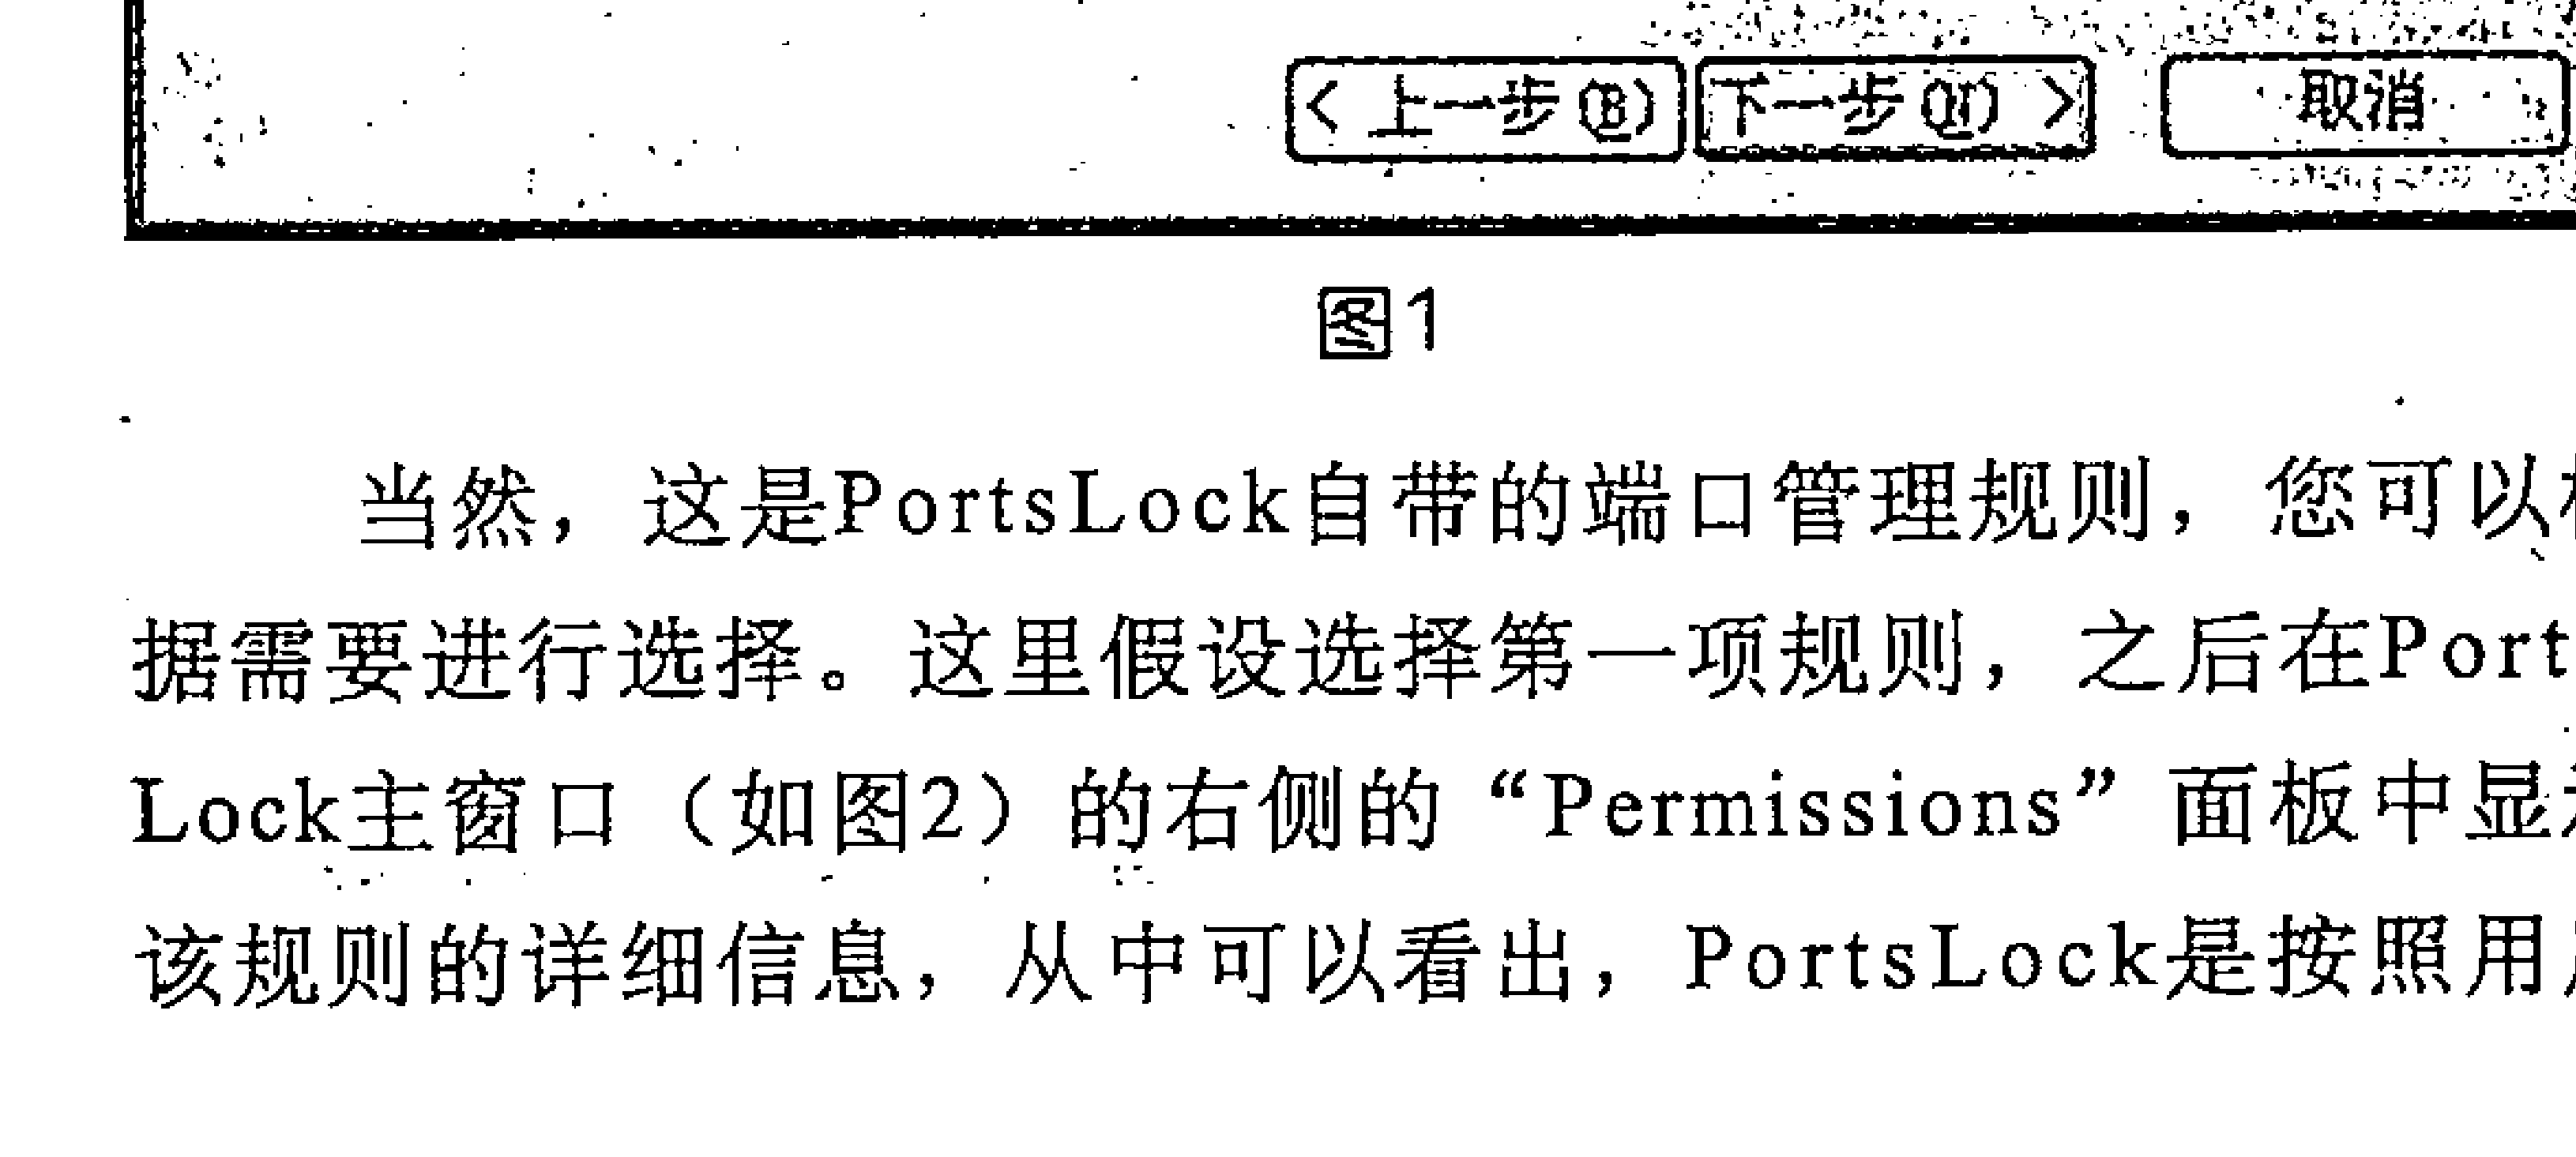 < 上一步(B) 下一步(N) > 取消
图1
当然，这是PortsLock自带的端口管理规则，您可以
据需要进行选择。这里假设选择第一项规则，之后在Port
Lock主窗口（如图2）的右侧的“Permissions”面板中显
该规则的详细信息，从中可以看出，PortsLock是按照用